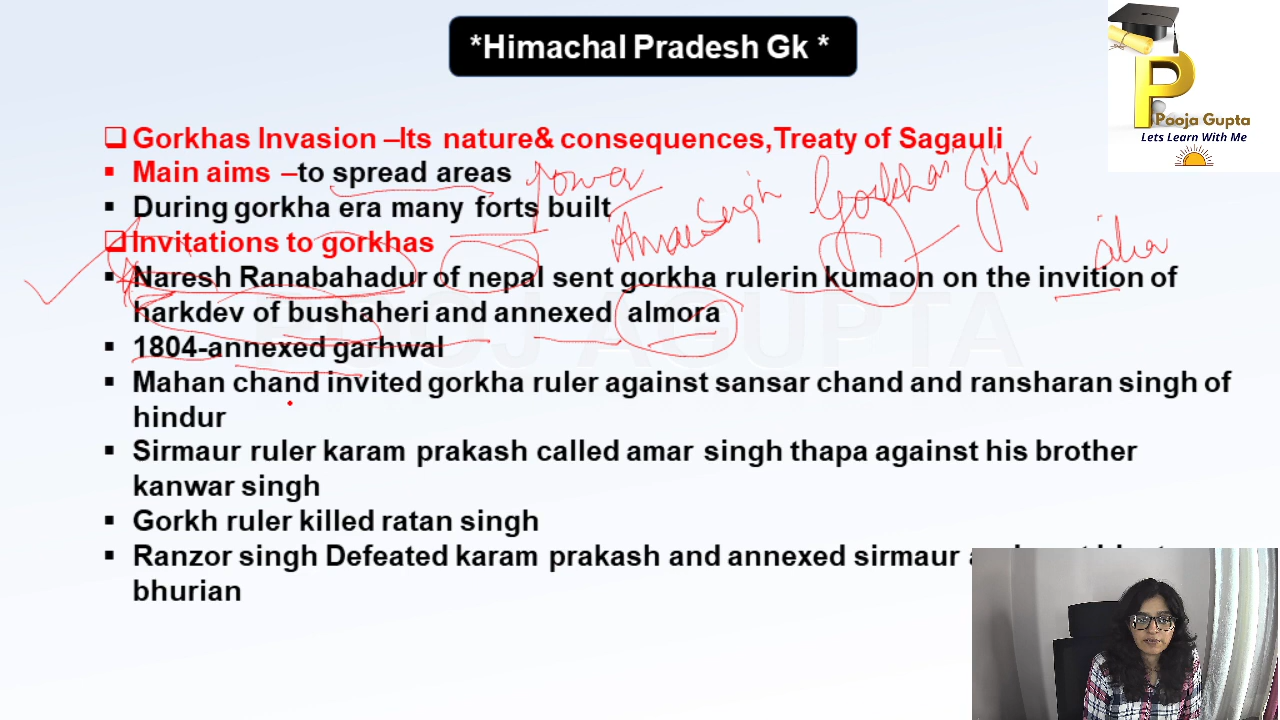 *Himachal Pradesh Gk *
P
Pooja Gupta
Lets Learn With Me
❑ Gorkhas Invasion –Its nature& consequences,Treaty of Sagauli
▪ Main aims –to spread areas
power
Amar Singh
Gorkhas
▪ During gorkha era many forts built
❑ Invitations to gorkhas
▪ Naresh Ranabahadur of nepal sent gorkha rulerin kumaon on the invition of
harkdev of bushaheri and annexed almora
▪ 1804-annexed garhwal
▪ Mahan chand invited gorkha ruler against sansar chand and ransharan singh of
hindur
▪ Sirmaur ruler karam prakash called amar singh thapa against his brother
kanwar singh
▪ Gorkh ruler killed ratan singh
▪ Ranzor singh Defeated karam prakash and annexed sirmaur
bhurian